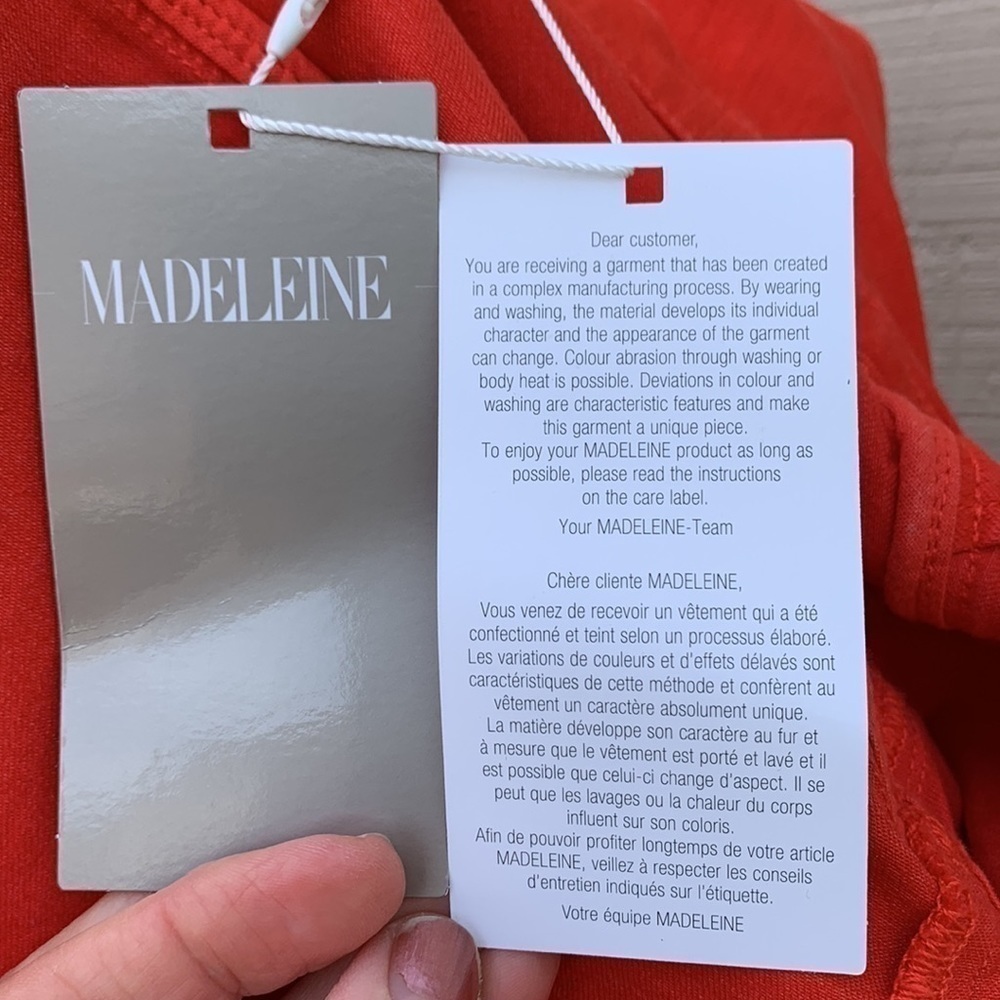 MADELEINE
Dear customer,
You are receiving a garment that has been created
in a complex manufacturing process. By wearing
and washing, the material develops its individual
character and the appearance of the garment
can change. Colour abrasion through washing or
body heat is possible. Deviations in colour and
washing are characteristic features and make
this garment a unique piece.
To enjoy your MADELEINE product as long as
possible, please read the instructions
on the care label.
Your MADELEINE-Team
Chère cliente MADELEINE,
Vous venez de recevoir un vêtement qui a été
confectionné et teint selon un processus élaboré.
Les variations de couleurs et d'effets délavés sont
caractéristiques de cette méthode et confèrent au
vêtement un caractère absolument unique.
La matière développe son caractère au fur et
à mesure que le vêtement est porté et lavé et il
est possible que celui-ci change d'aspect. Il se
peut que les lavages ou la chaleur du corps
influent sur son coloris.
Afin de pouvoir profiter longtemps de votre article
MADELEINE, veillez à respecter les conseils
d'entretien indiqués sur l'étiquette.
Votre équipe MADELEINE